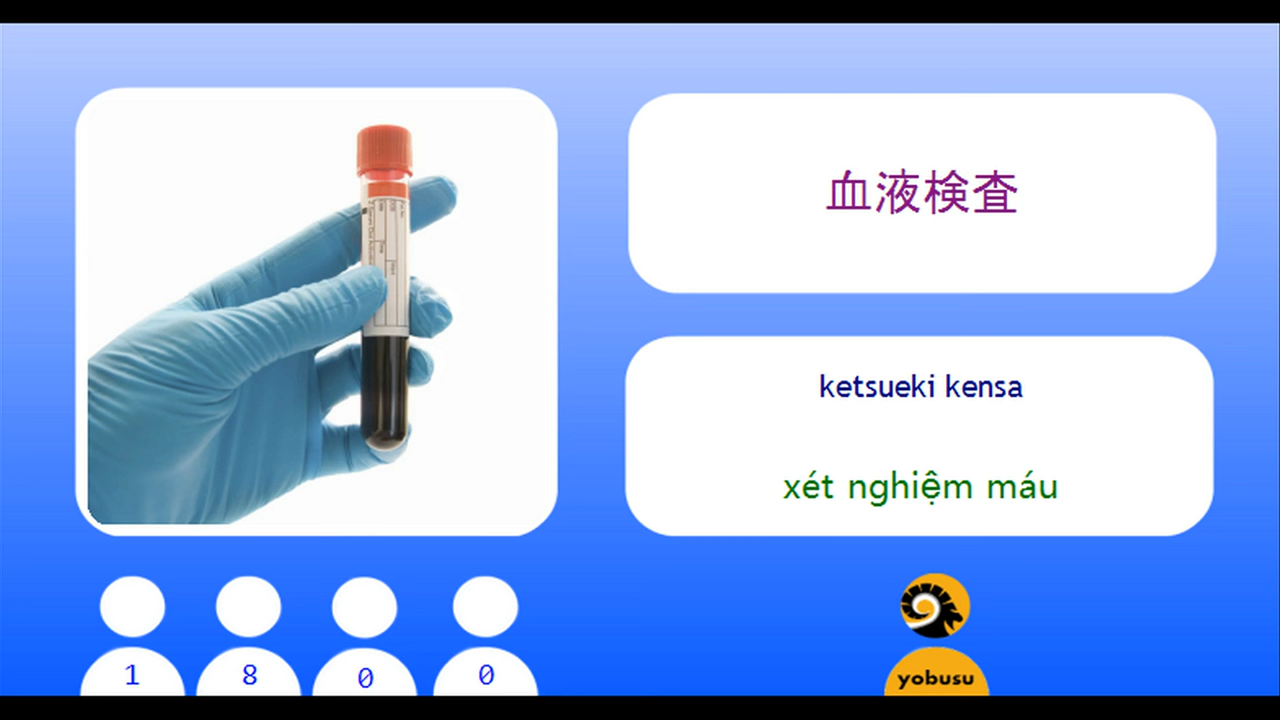 血液検査
ketsueki kensa
xét nghiệm máu
1 8 0 0
yobusu